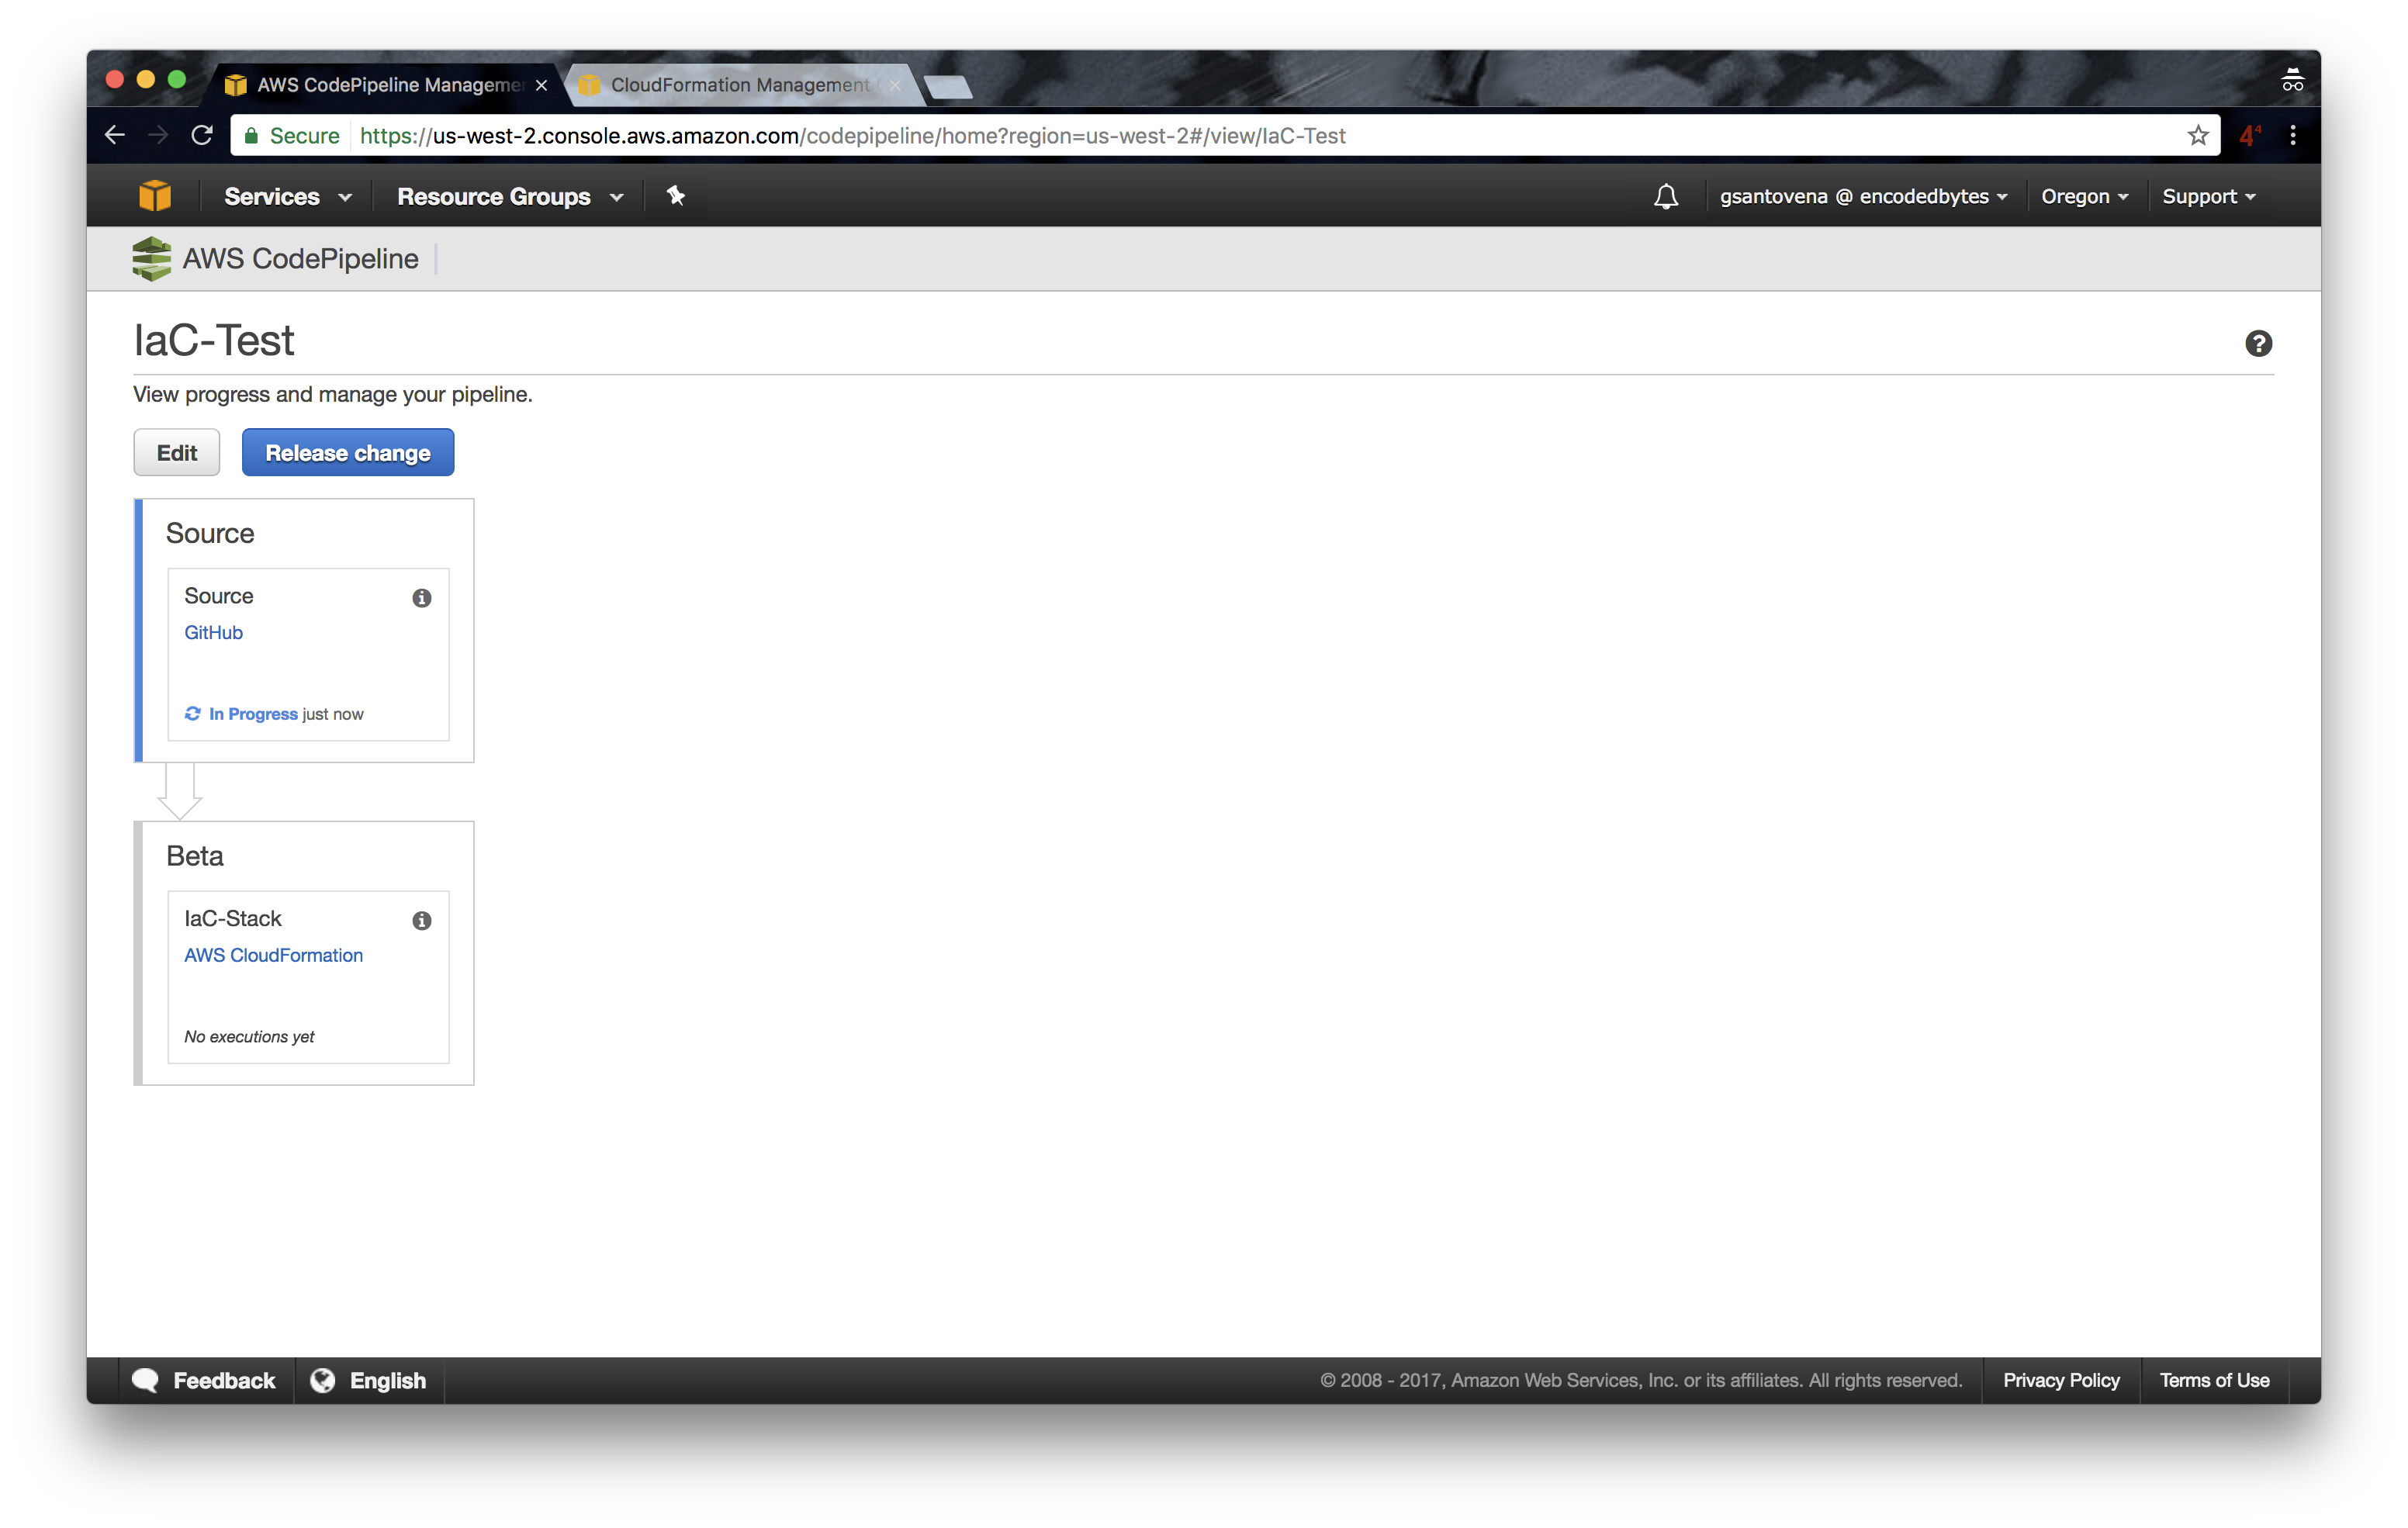 AWS CodePipeline Manageme
CloudFormation Management
Secure https://us-west-2.console.aws.amazon.com/codepipeline/home?region=us-west-2#/view/IaC-Test
4⁴
Services Resource Groups gsantovena @ encodedbytes Oregon Support
AWS CodePipeline
IaC-Test
View progress and manage your pipeline.
Edit Release change
Source
Source
GitHub
In Progress just now
Beta
IaC-Stack
AWS CloudFormation
No executions yet
Feedback English © 2008 - 2017, Amazon Web Services, Inc. or its affiliates. All rights reserved. Privacy Policy Terms of Use